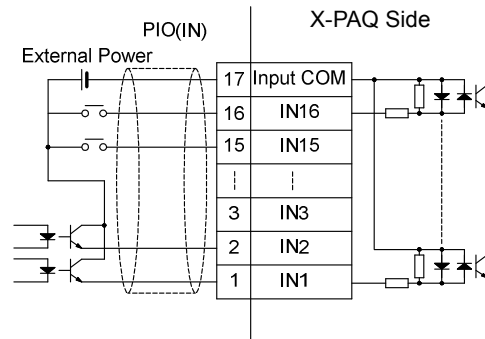 PIO(IN)
X-PAQ Side
External Power
17 Input COM
16 IN16
15 IN15
3 IN3
2 IN2
1 IN1